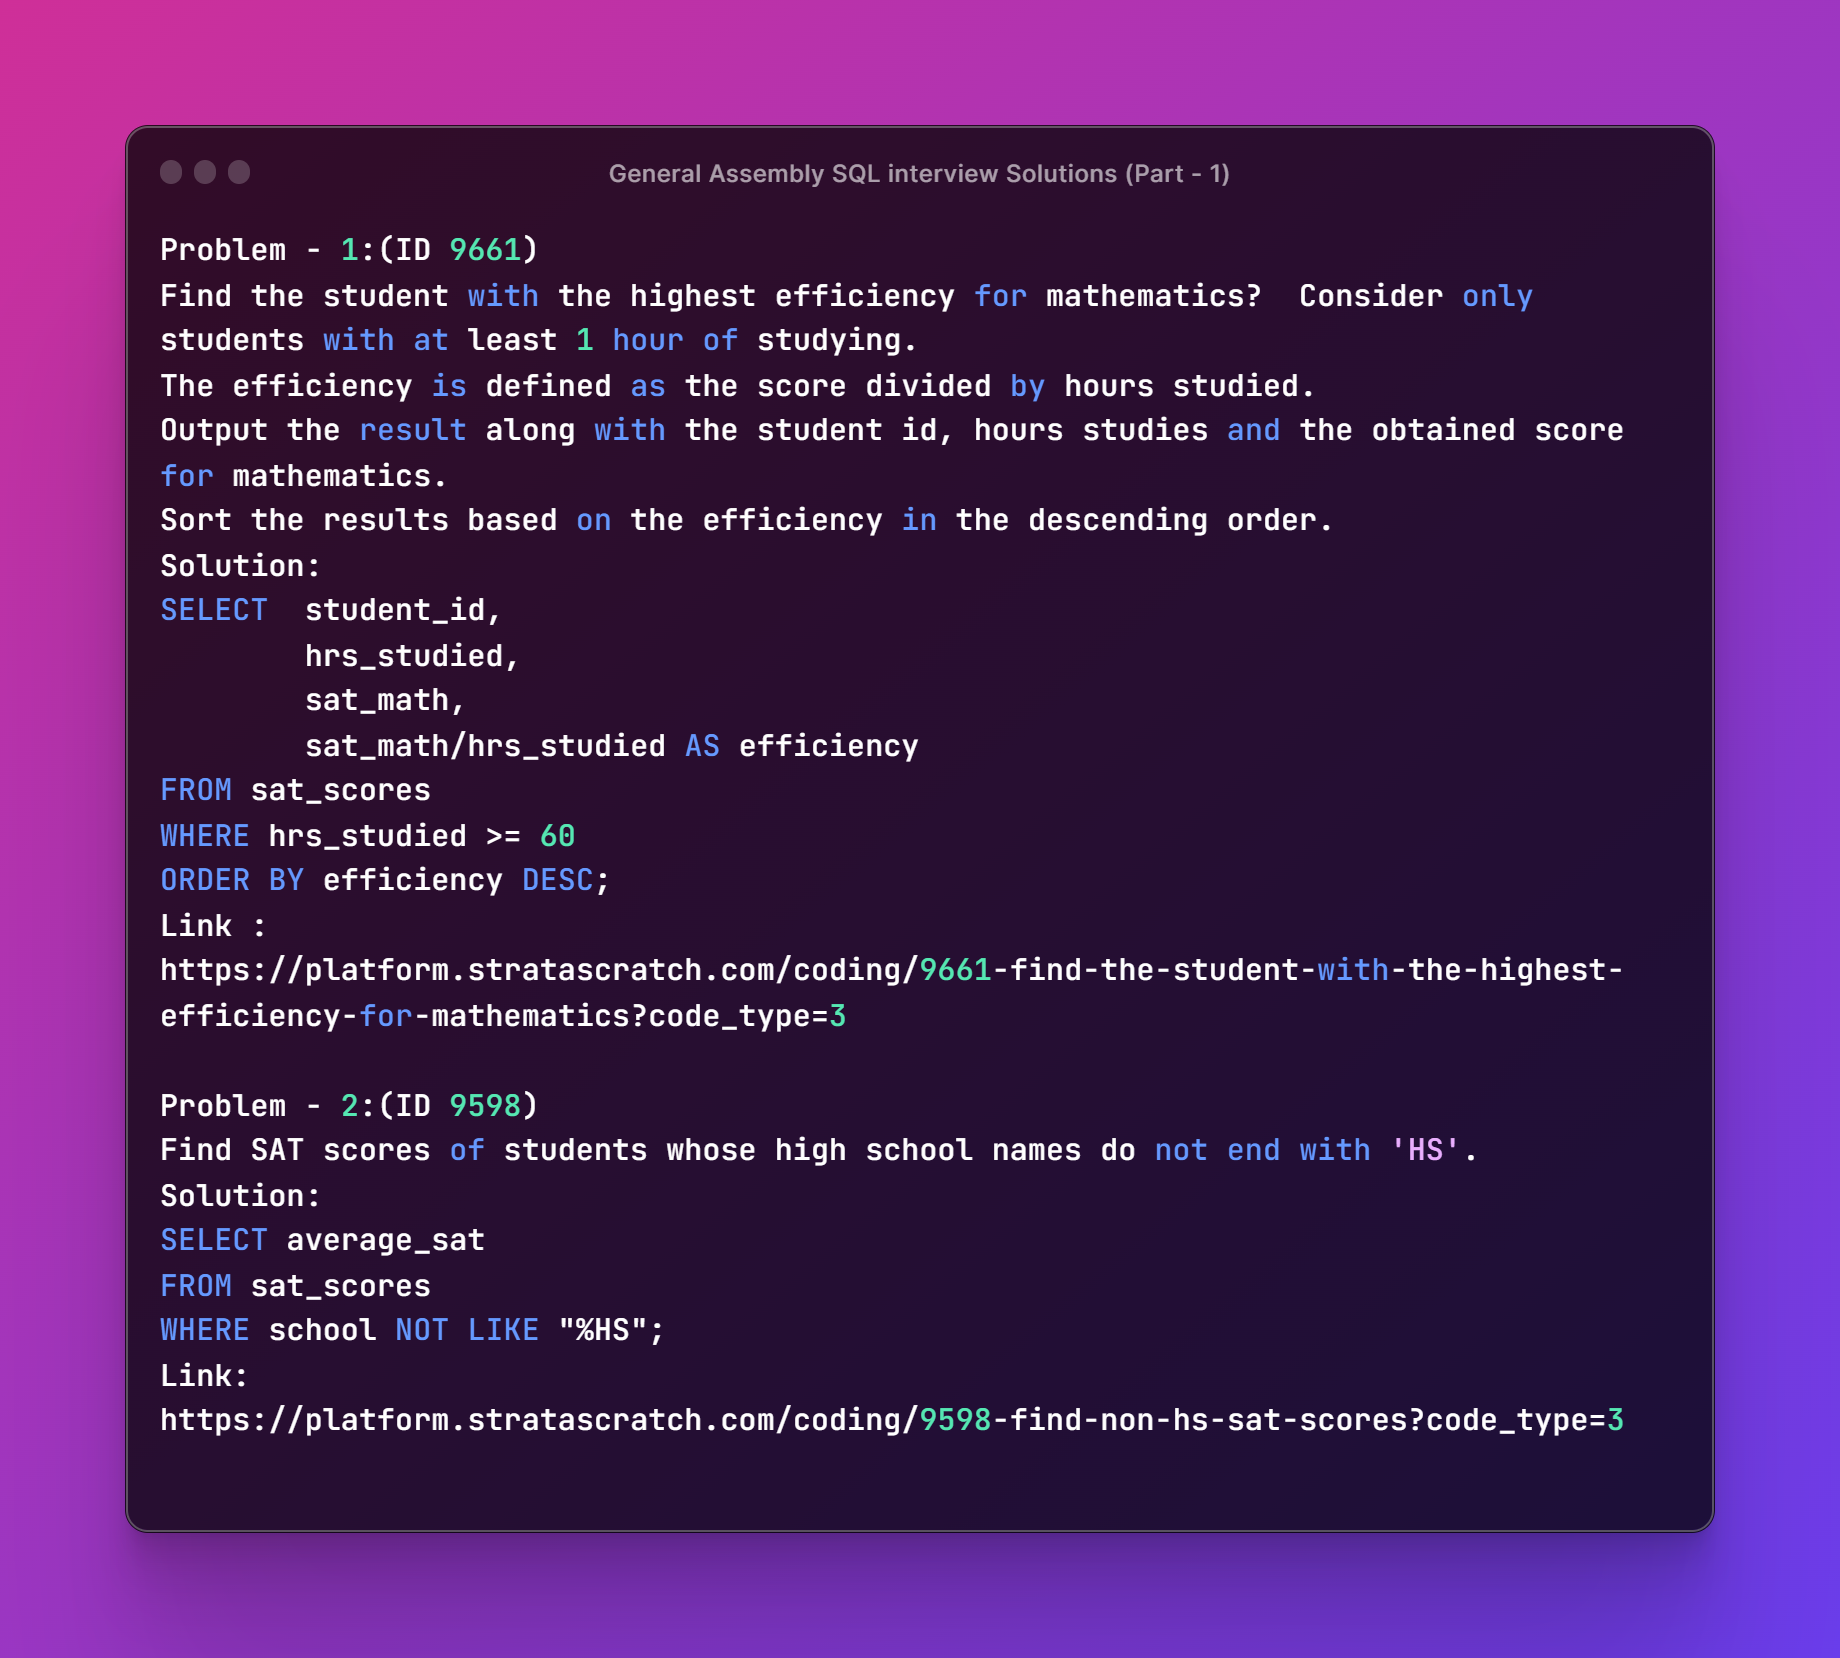 General Assembly SQL interview Solutions (Part - 1)
Problem - 1:(ID 9661)
Find the student with the highest efficiency for mathematics?  Consider only
students with at least 1 hour of studying.
The efficiency is defined as the score divided by hours studied.
Output the result along with the student id, hours studies and the obtained score
for mathematics.
Sort the results based on the efficiency in the descending order.
Solution:
SELECT  student_id,
        hrs_studied,
        sat_math,
        sat_math/hrs_studied AS efficiency
FROM sat_scores
WHERE hrs_studied >= 60
ORDER BY efficiency DESC;
Link :
https://platform.stratascratch.com/coding/9661-find-the-student-with-the-highest-
efficiency-for-mathematics?code_type=3

Problem - 2:(ID 9598)
Find SAT scores of students whose high school names do not end with 'HS'.
Solution:
SELECT average_sat
FROM sat_scores
WHERE school NOT LIKE "%HS";
Link:
https://platform.stratascratch.com/coding/9598-find-non-hs-sat-scores?code_type=3